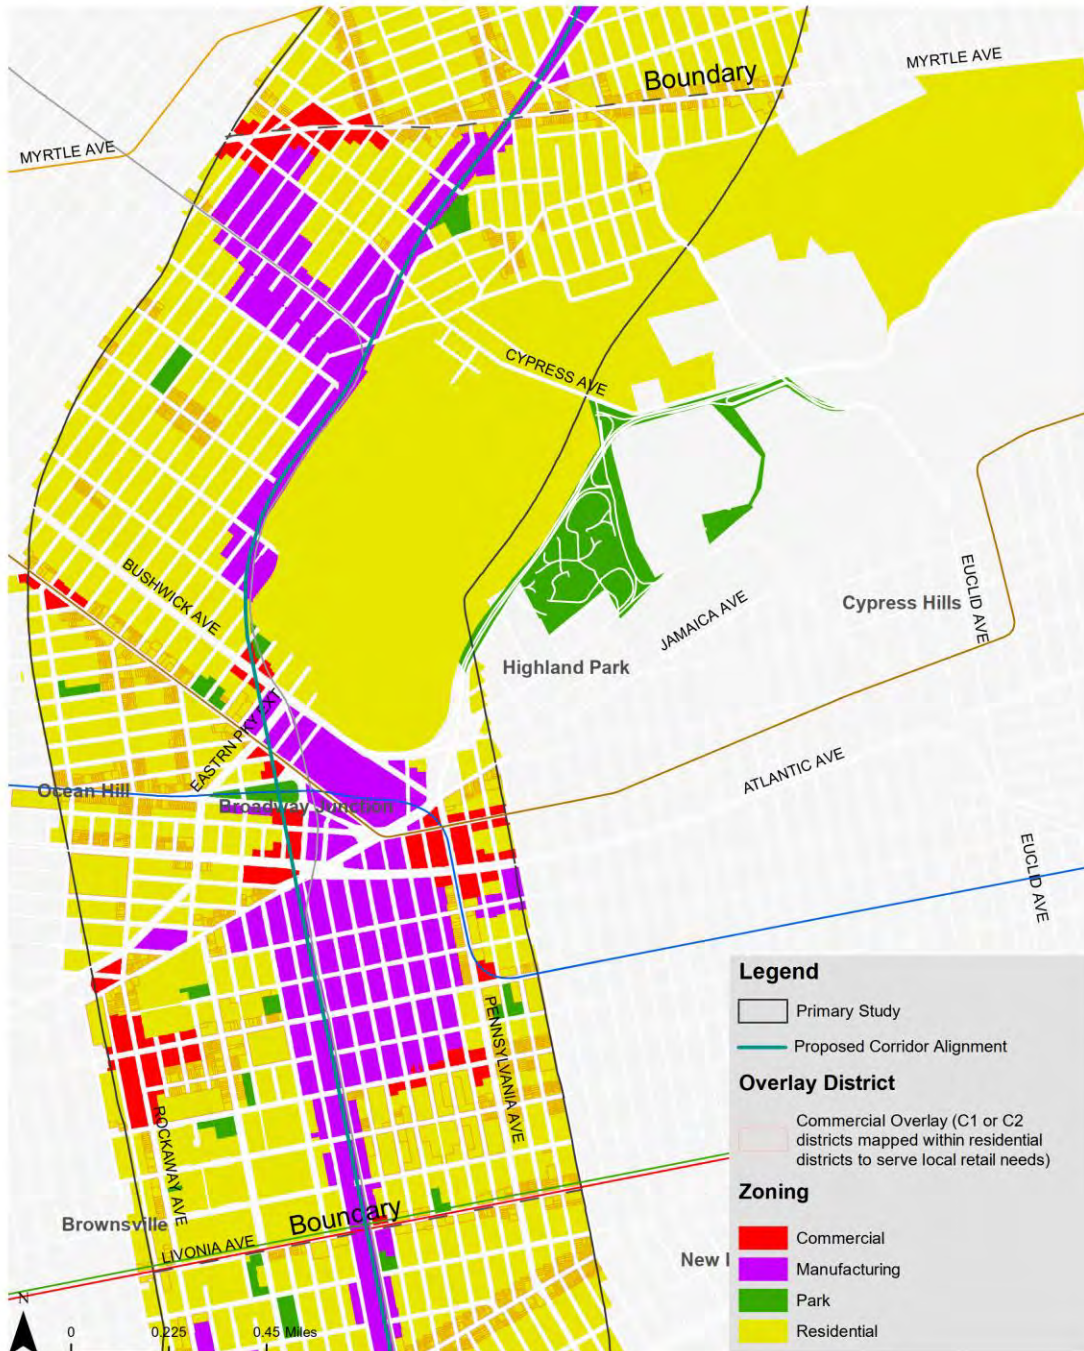 MYRTLE AVE
Boundary
MYRTLE AVE
CYPRESS AVE
BUSHWICK AVE
EUCLID AVE
Cypress Hills
JAMAICA AVE
Highland Park
EASTRN PKY EXT
ATLANTIC AVE
Ocean Hill
Broadway Junction
EUCLID AVE
PENNSYLVANIA AVE
ROCKAWAY AVE
Boundary
Brownsville
LIVONIA AVE
New
N
0 0.225 0.45 Miles
Legend
Primary Study
Proposed Corridor Alignment
Overlay District
Commercial Overlay (C1 or C2
districts mapped within residential
districts to serve local retail needs)
Zoning
Commercial
Manufacturing
Park
Residential